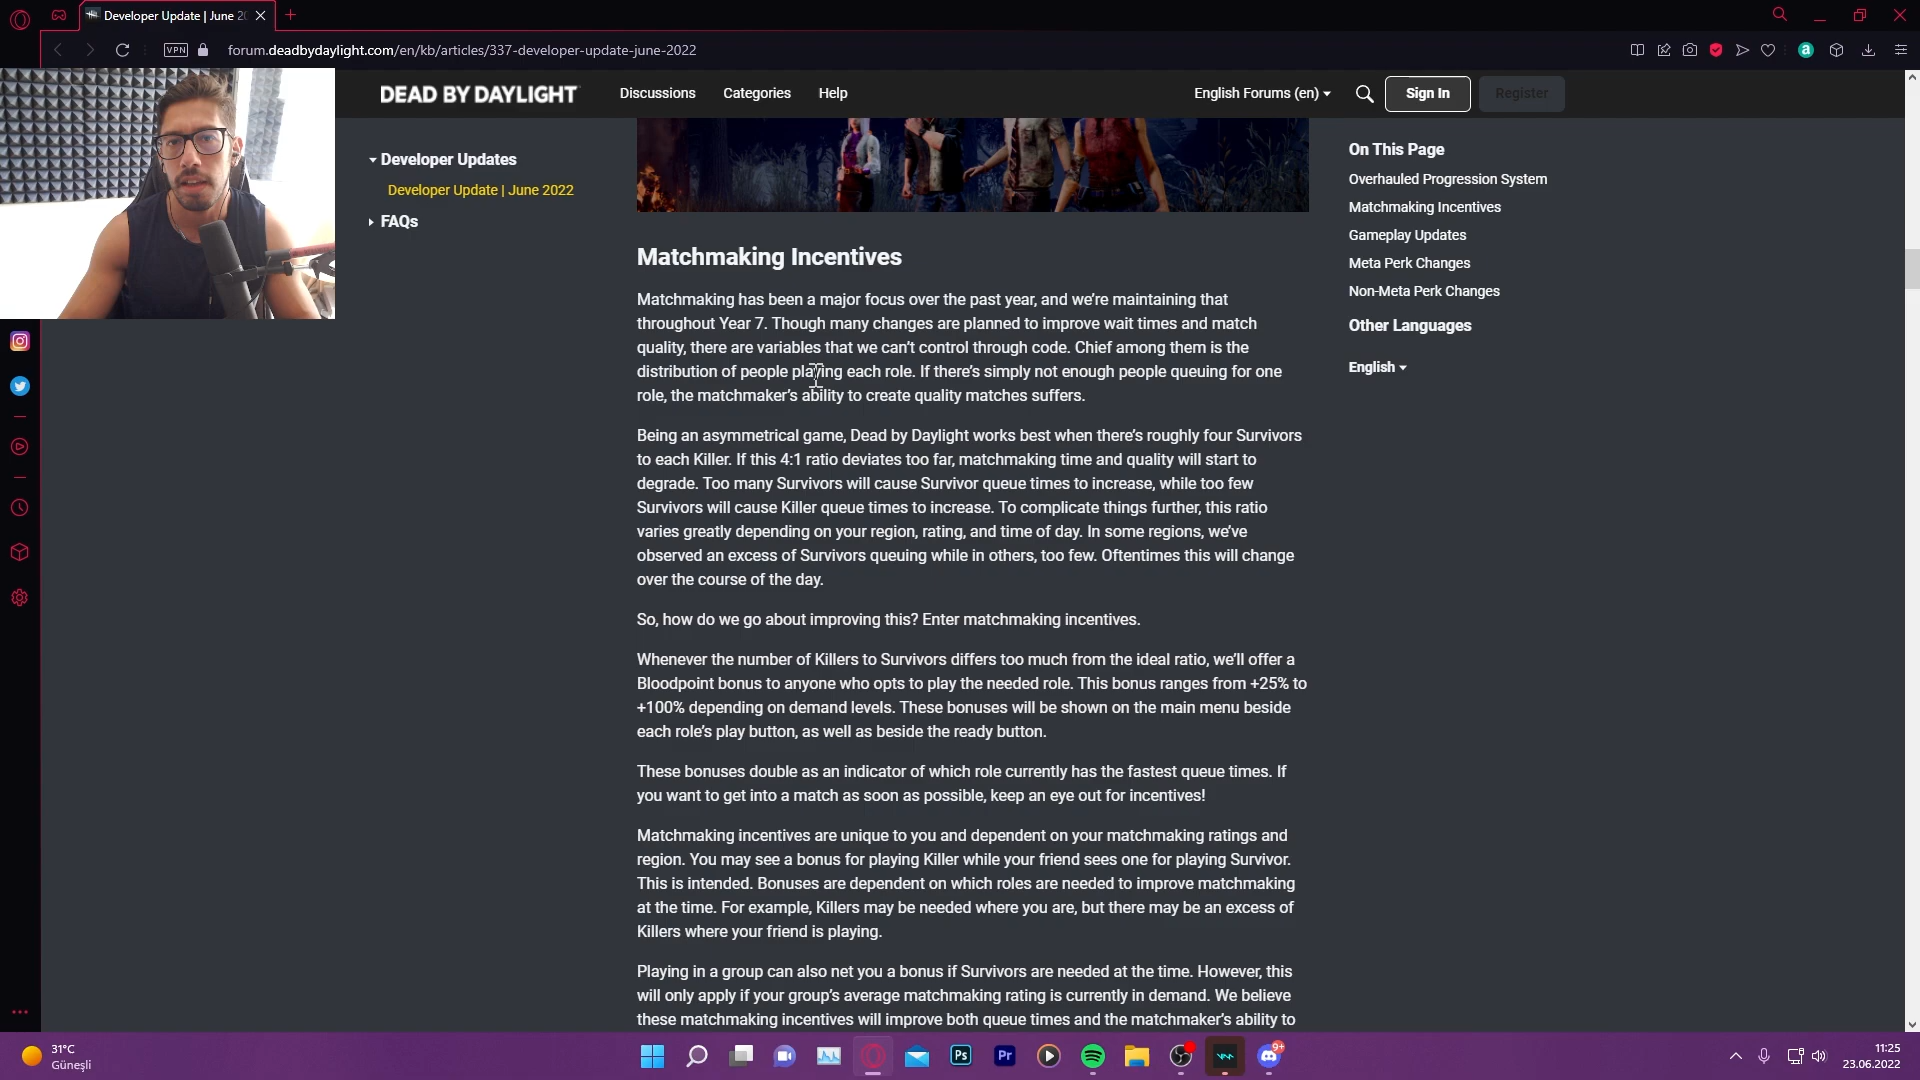 Developer Update | June 20
VPN
forum.deadbydaylight.com/en/kb/articles/337-developer-update-june-2022
a
DEAD BY DAYLIGHT
Discussions
Categories
Help
English Forums (en)
Sign In
Register
Developer Updates
Developer Update | June 2022
FAQs
Matchmaking Incentives
Matchmaking has been a major focus over the past year, and we're maintaining that
throughout Year 7. Though many changes are planned to improve wait times and match
quality, there are variables that we can't control through code. Chief among them is the
distribution of people playing each role. If there's simply not enough people queuing for one
role, the matchmaker's ability to create quality matches suffers.
Being an asymmetrical game, Dead by Daylight works best when there's roughly four Survivors
to each Killer. If this 4:1 ratio deviates too far, matchmaking time and quality will start to
degrade. Too many Survivors will cause Survivor queue times to increase, while too few
Survivors will cause Killer queue times to increase. To complicate things further, this ratio
varies greatly depending on your region, rating, and time of day. In some regions, we've
observed an excess of Survivors queuing while in others, too few. Oftentimes this will change
over the course of the day.
So, how do we go about improving this? Enter matchmaking incentives.
Whenever the number of Killers to Survivors differs too much from the ideal ratio, we'll offer a
Bloodpoint bonus to anyone who opts to play the needed role. This bonus ranges from +25% to
+100% depending on demand levels. These bonuses will be shown on the main menu beside
each role's play button, as well as beside the ready button.
These bonuses double as an indicator of which role currently has the fastest queue times. If
you want to get into a match as soon as possible, keep an eye out for incentives!
Matchmaking incentives are unique to you and dependent on your matchmaking ratings and
region. You may see a bonus for playing Killer while your friend sees one for playing Survivor.
This is intended. Bonuses are dependent on which roles are needed to improve matchmaking
at the time. For example, Killers may be needed where you are, but there may be an excess of
Killers where your friend is playing.
Playing in a group can also net you a bonus if Survivors are needed at the time. However, this
will only apply if your group's average matchmaking rating is currently in demand. We believe
these matchmaking incentives will improve both queue times and the matchmaker's ability to
On This Page
Overhauled Progression System
Matchmaking Incentives
Gameplay Updates
Meta Perk Changes
Non-Meta Perk Changes
Other Languages
English
31°C
Güneşli
Ps
Pr
9+
11:25
23.06.2022